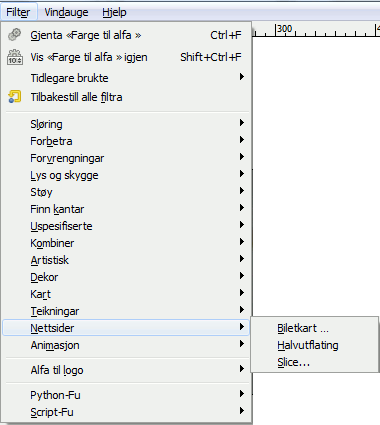 Filter Vindauge Hjelp
Gjenta «Farge til alfa » Ctrl+F
Vis «Farge til alfa » igjen Shift+Ctrl+F
Tidlegare brukte
Tilbakestill alle filtra
Sløring
Forbetra
Forvrengningar
Lys og skygge
Støy
Finn kantar
Uspesifiserte
Kombiner
Artistisk
Dekor
Kart
Teikningar
Nettsider
Animasjon
Alfa til logo
Python-Fu
Script-Fu
Biletkart ...
Halvutflating
Slice...
300
4